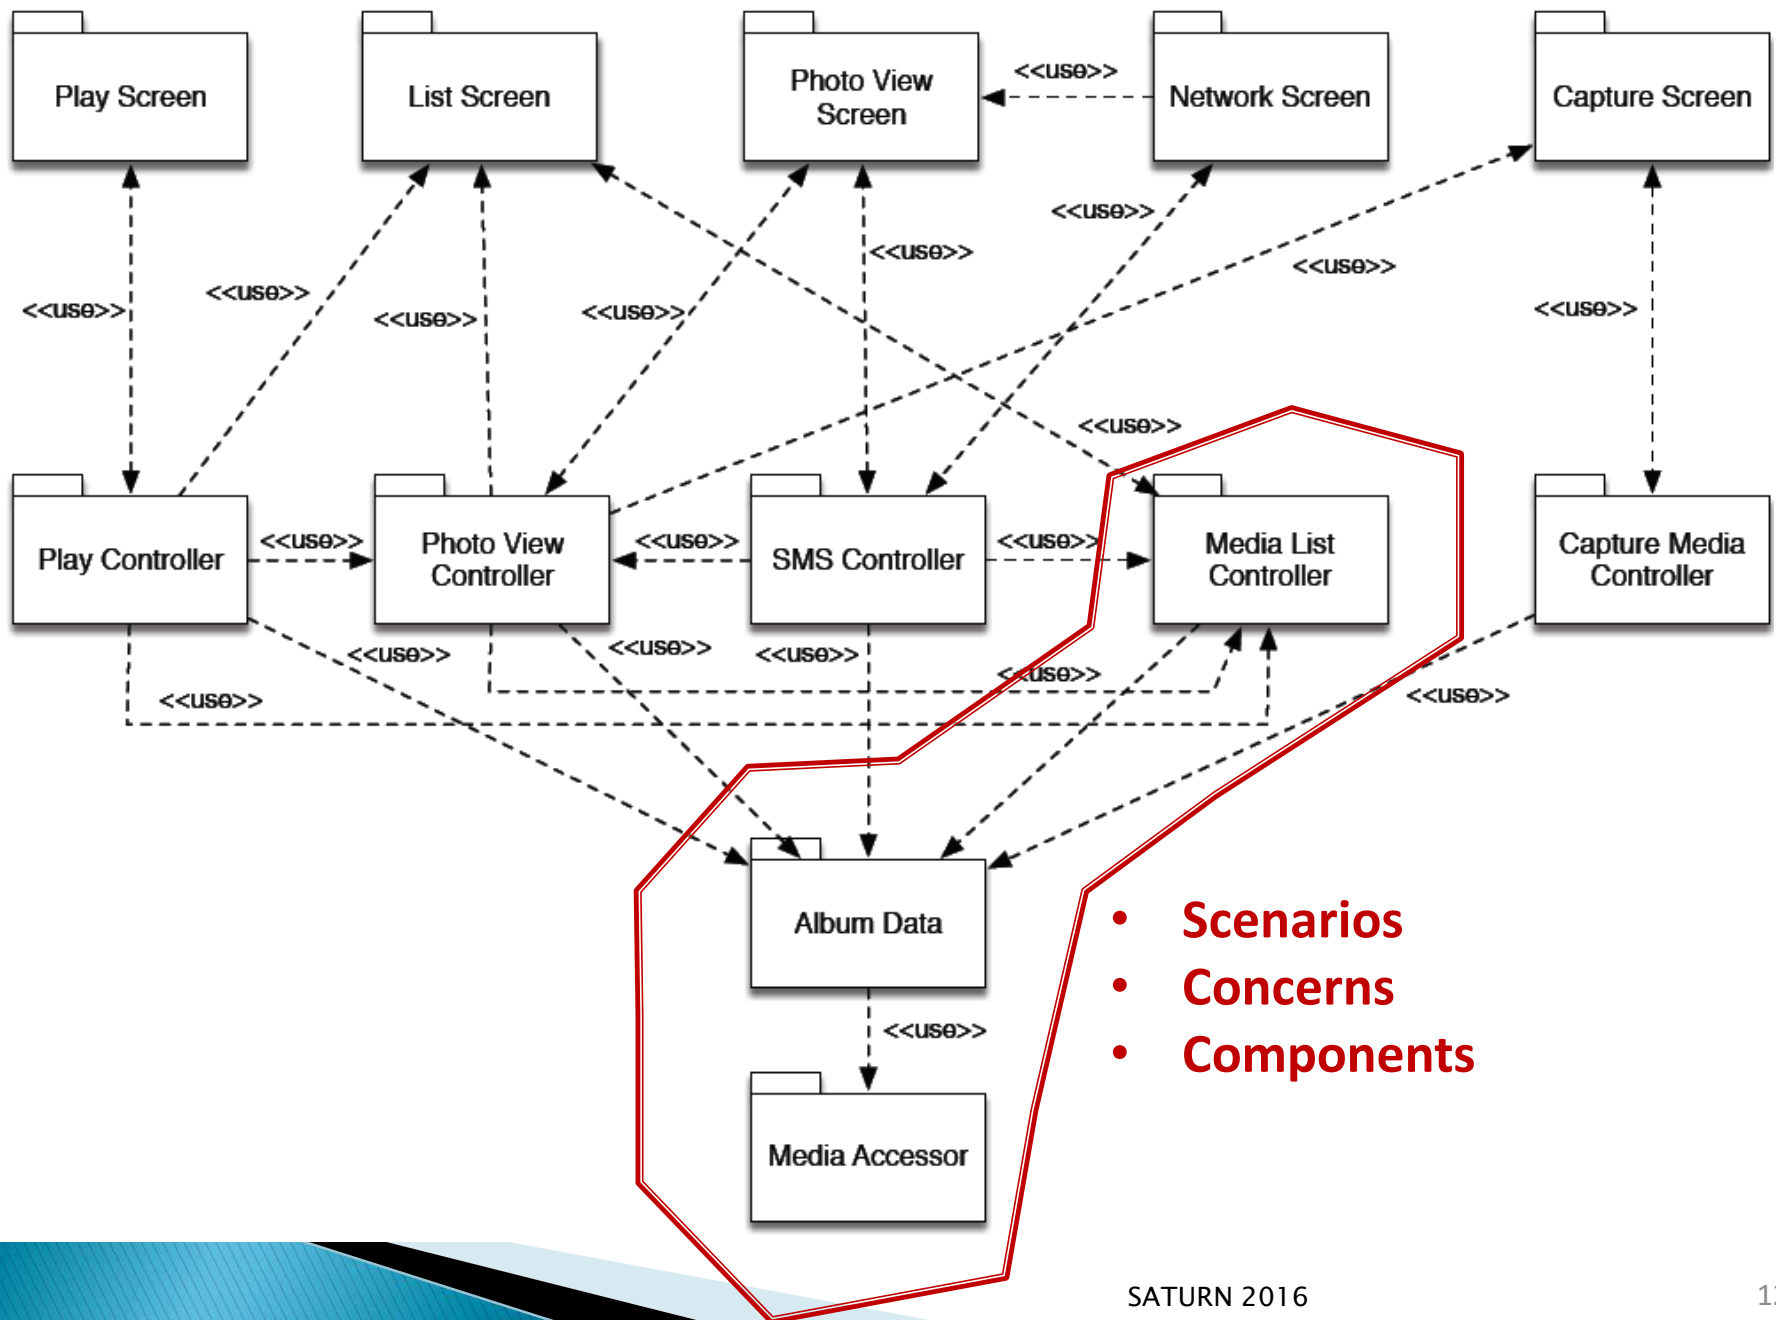 Play Screen
List Screen
Photo View
Screen
<<use>>
Network Screen
Capture Screen
<<use>>
<<use>>
<<use>>
<<use>>
<<use>>
<<use>>
<<use>>
<<use>>
<<use>>
<<use>>
Play Controller
<<use>>
Photo View
Controller
<<use>>
SMS Controller
<<use>>
Media List
Controller
Capture Media
Controller
<<use>>
<<use>>
<<use>>
<<use>>
<<use>>
<<use>>
Album Data
<<use>>
Media Accessor
• Scenarios
• Concerns
• Components
SATURN 2016